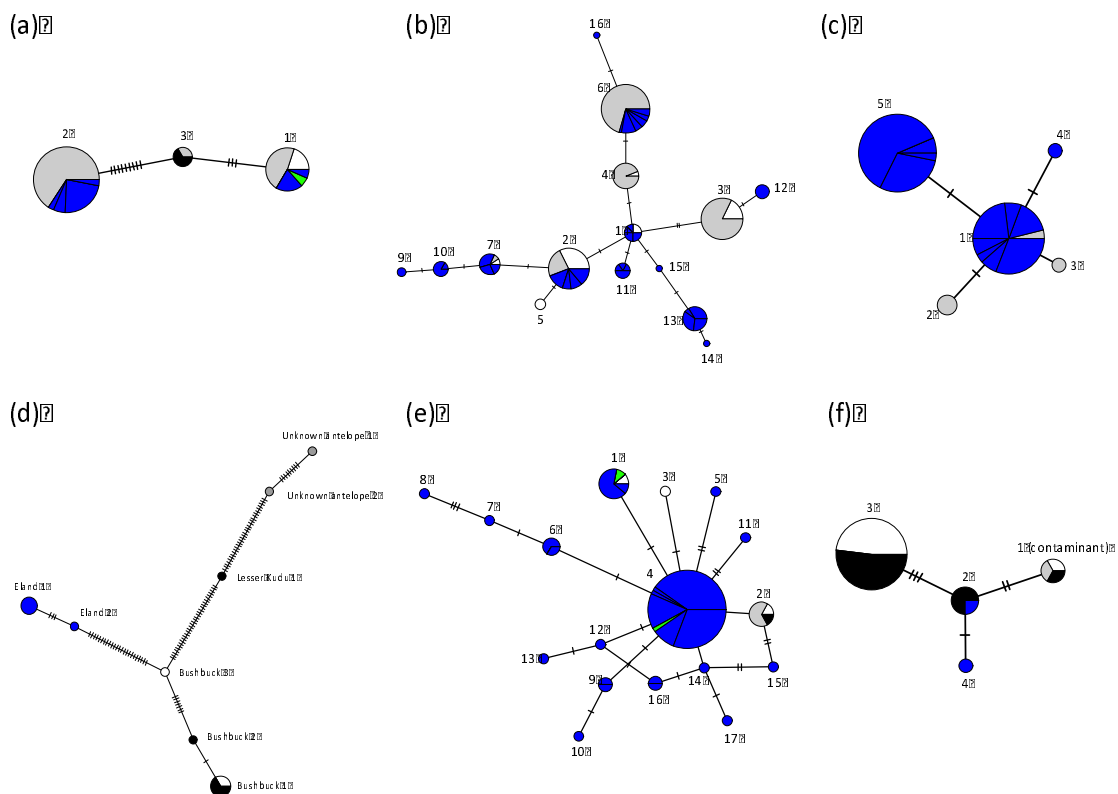 (a)
2
3
1
(b)
16
6
4
3
12
1
2
7
10
9
15
11
5
13
14
(c)
5
4
1
3
2
(d)
Unknown antelope 1
Unknown antelope 2
Lesser Kudu 1
Eland 1
Eland 2
Bushbuck 3
Bushbuck 2
Bushbuck 1
(e)
1
3
5
8
7
11
6
4
2
12
13
9
16
14
15
17
10
(f)
3
1 (contaminant)
2
4